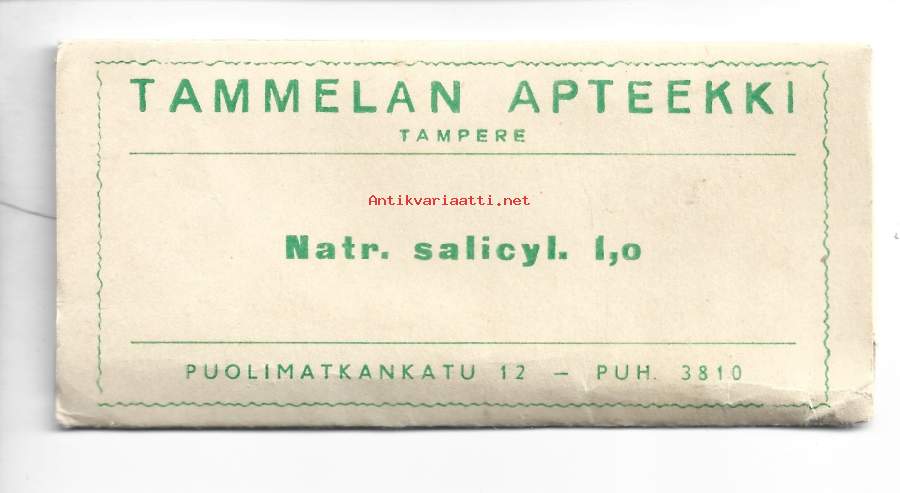 TAMMELAN APTEEKKI
TAMPERE
Antikvariaatti.net
Natr. salicyl. 1,0
PUOLIMATKANKATU 12 — PUH. 3810